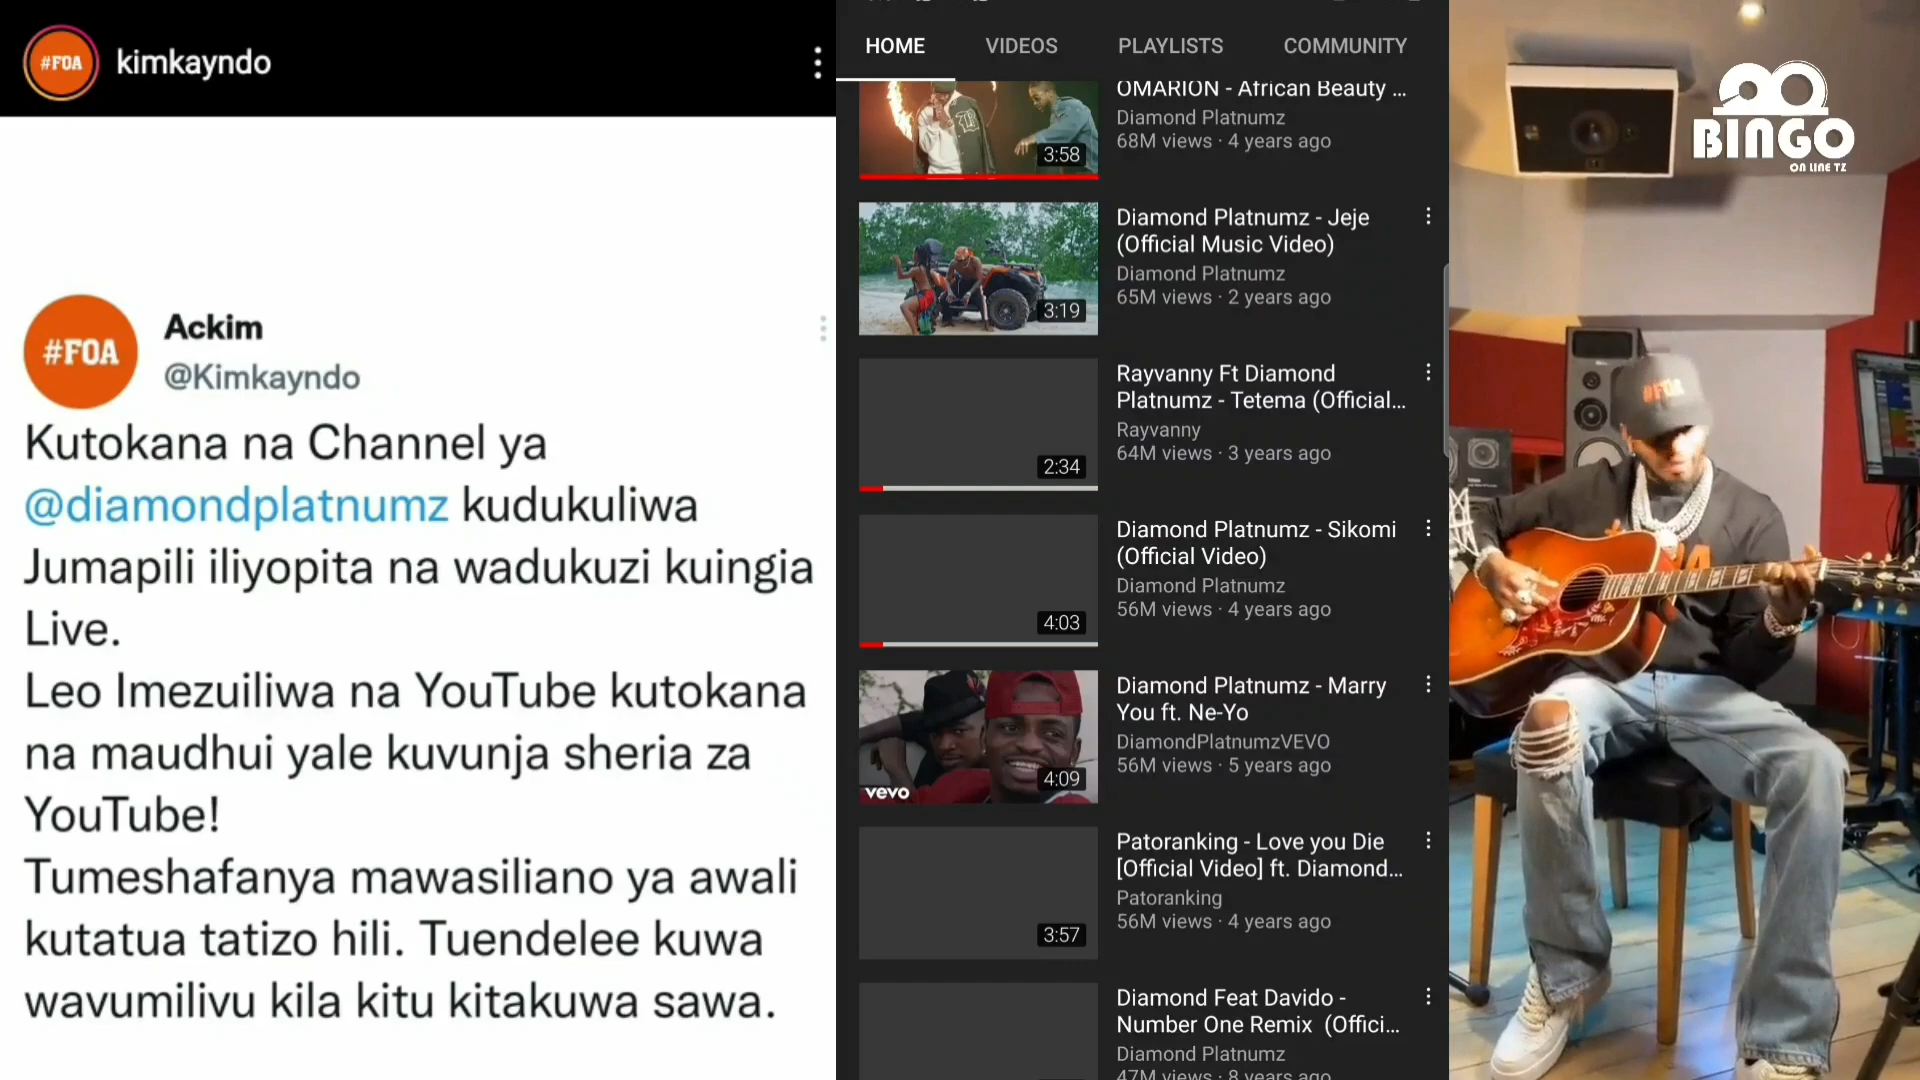 #FOA
kimkayndo
#FOA
Ackim
@Kimkayndo
Kutokana na Channel ya
@diamondplatnumz kudukuliwa
Jumapili iliyopita na wadukuzi kuingia
Live.
Leo Imezuiliwa na YouTube kutokana
na maudhui yale kuvunja sheria za
YouTube!
Tumeshafanya mawasiliano ya awali
kutatua tatizo hili. Tuendelee kuwa
wavumilivu kila kitu kitakuwa sawa.
HOME VIDEOS PLAYLISTS COMMUNITY
OMARION - African Beauty ...
Diamond Platnumz
68M views · 4 years ago
3:58
Diamond Platnumz - Jeje
(Official Music Video)
Diamond Platnumz
65M views · 2 years ago
3:19
Rayvanny Ft Diamond
Platnumz - Tetema (Official...
Rayvanny
64M views · 3 years ago
2:34
Diamond Platnumz - Sikomi
(Official Video)
Diamond Platnumz
56M views · 4 years ago
4:03
Diamond Platnumz - Marry
You ft. Ne-Yo
DiamondPlatnumzVEVO
56M views · 5 years ago
4:09
vevo
Patoranking - Love you Die
[Official Video] ft. Diamond...
Patoranking
56M views · 4 years ago
3:57
Diamond Feat Davido -
Number One Remix (Offici...
Diamond Platnumz
47M views · 8 years ago
BINGO
ON LINE TZ
#FOA